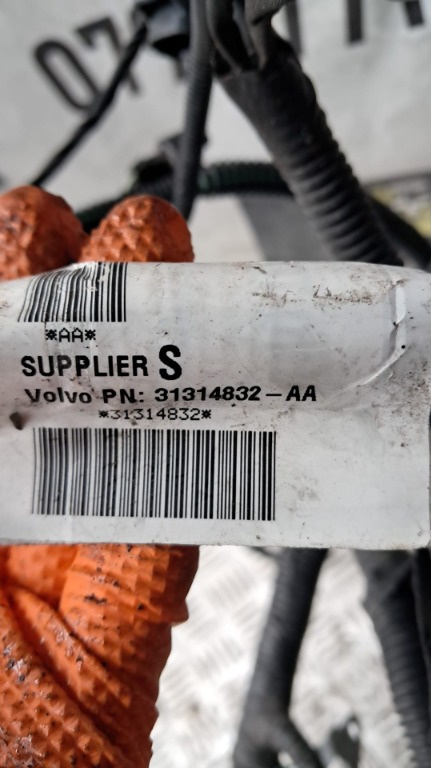 *AA*
SUPPLIER S
Volvo PN: 31314832-AA
*31314832*